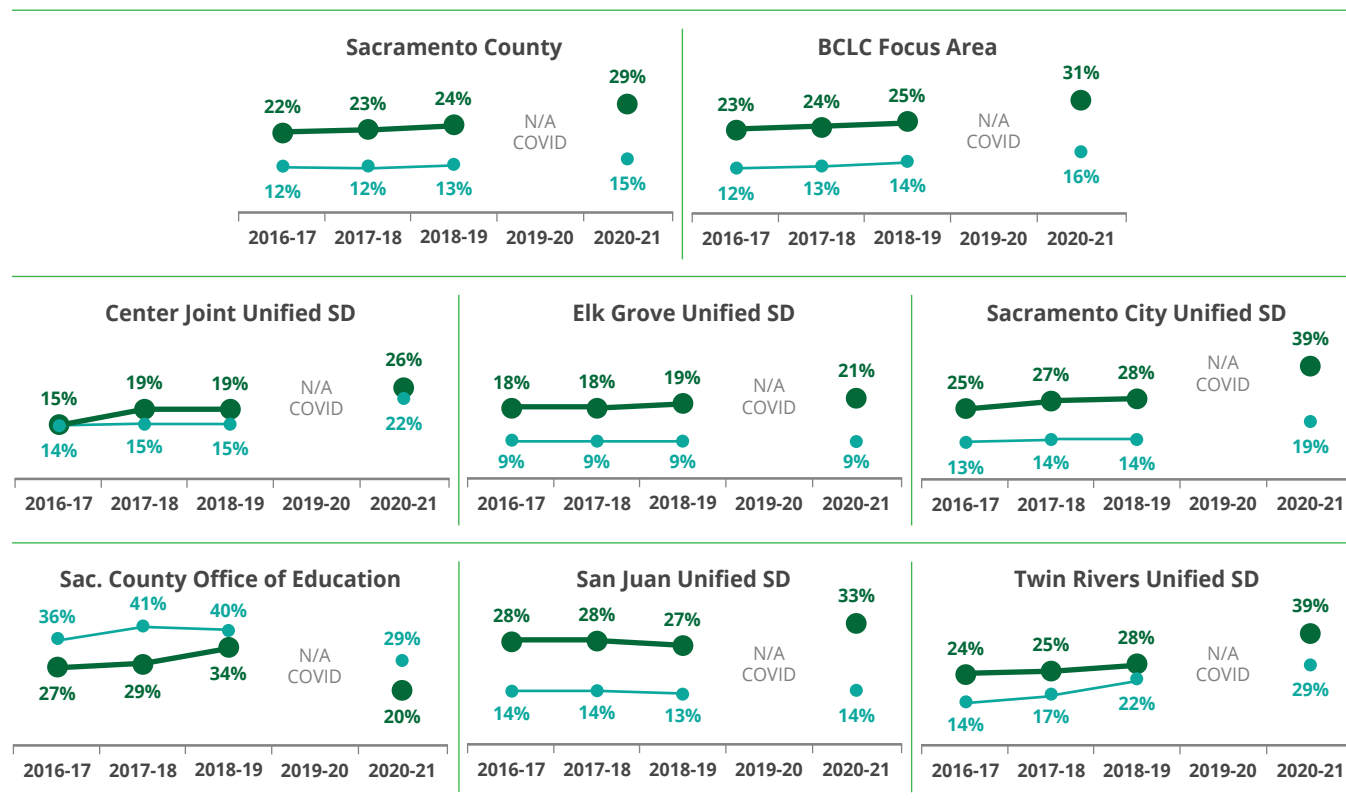 Sacramento County
22%
23%
24%
29%
N/A
COVID
12%
12%
13%
15%
2016-17 2017-18 2018-19 2019-20 2020-21
BCLC Focus Area
23%
24%
25%
31%
N/A
COVID
12%
13%
14%
16%
2016-17 2017-18 2018-19 2019-20 2020-21
Center Joint Unified SD
15%
19%
19%
26%
N/A
COVID
14%
15%
15%
22%
2016-17 2017-18 2018-19 2019-20 2020-21
Elk Grove Unified SD
18%
18%
19%
21%
N/A
COVID
9%
9%
9%
9%
2016-17 2017-18 2018-19 2019-20 2020-21
Sacramento City Unified SD
25%
27%
28%
39%
N/A
COVID
13%
14%
14%
19%
2016-17 2017-18 2018-19 2019-20 2020-21
Sac. County Office of Education
36%
41%
40%
29%
N/A
COVID
27%
29%
34%
20%
2016-17 2017-18 2018-19 2019-20 2020-21
San Juan Unified SD
28%
28%
27%
33%
N/A
COVID
14%
14%
13%
14%
2016-17 2017-18 2018-19 2019-20 2020-21
Twin Rivers Unified SD
24%
25%
28%
39%
N/A
COVID
14%
17%
22%
29%
2016-17 2017-18 2018-19 2019-20 2020-21